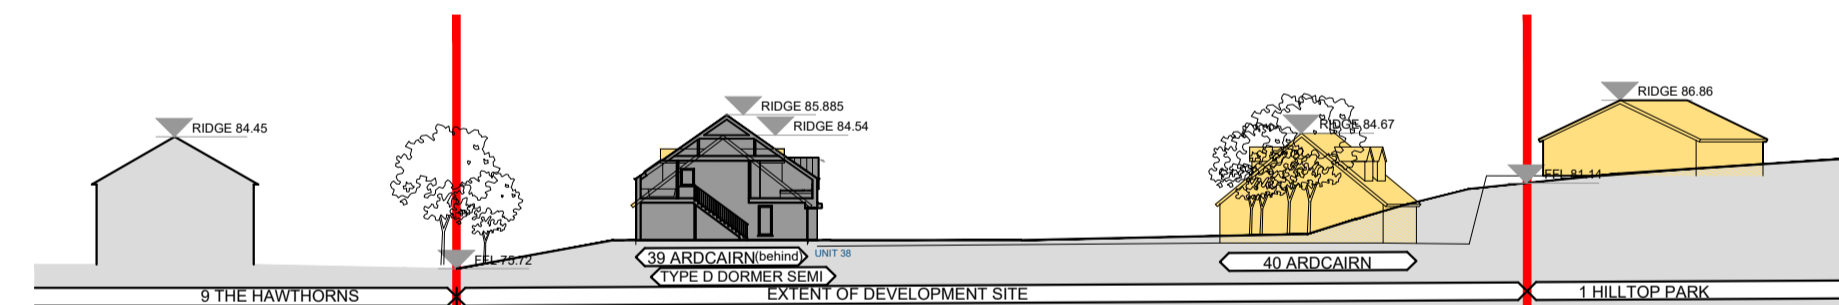 RIDGE 84.45
RIDGE 85.885
RIDGE 84.54
RIDGE 84.67
RIDGE 86.86
FFL 75.72
FFL 81.14
39 ARDCAIRN(behind)
UNIT 38
TYPE D DORMER SEMI
40 ARDCAIRN
9 THE HAWTHORNS
EXTENT OF DEVELOPMENT SITE
1 HILLTOP PARK